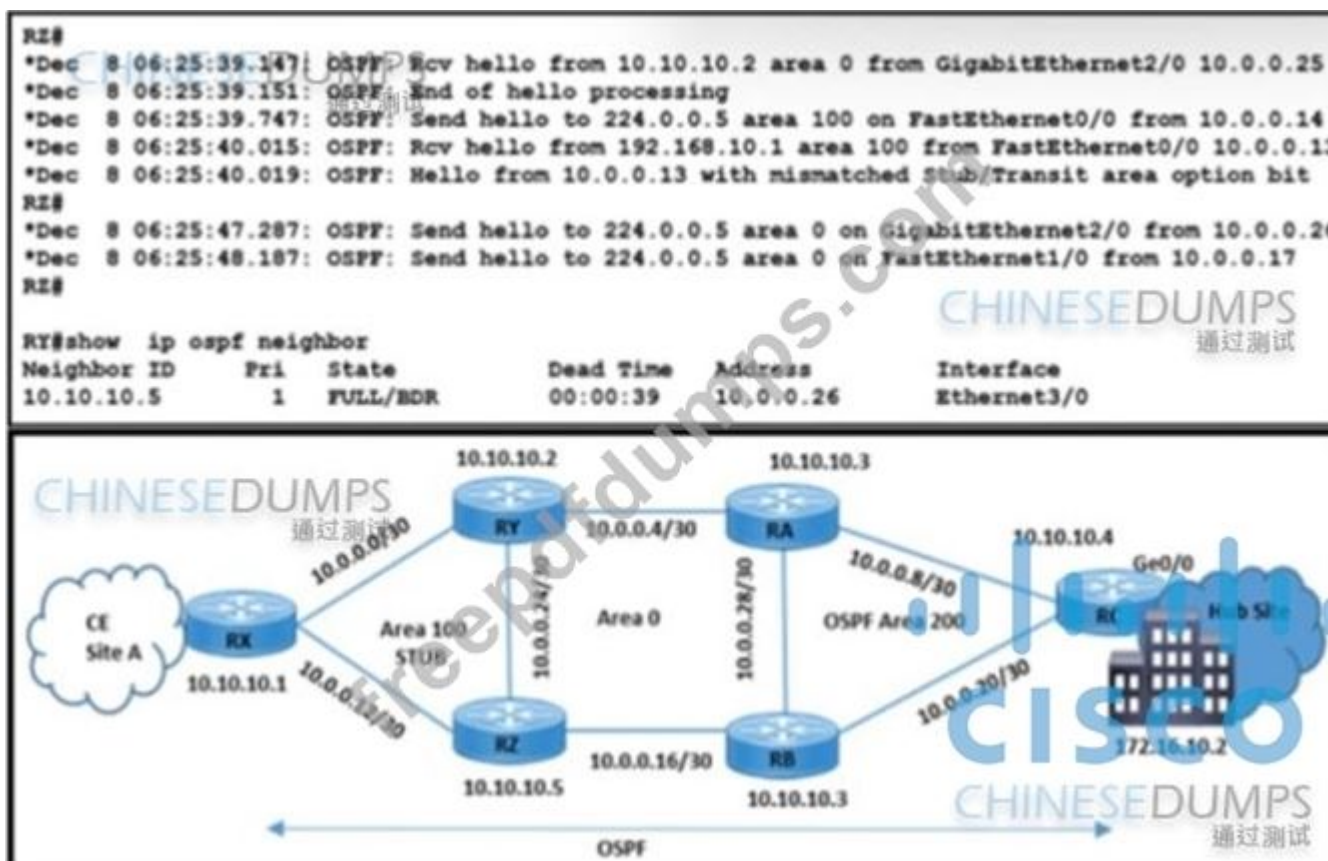 RZ#
*Dec 8 06:25:39.147: OSPF: Rcv hello from 10.10.10.2 area 0 from GigabitEthernet2/0 10.0.0.25
*Dec 8 06:25:39.151: OSPF: End of hello processing
*Dec 8 06:25:39.747: OSPF: Send hello to 224.0.0.5 area 100 on FastEthernet0/0 from 10.0.0.14
*Dec 8 06:25:40.015: OSPF: Rcv hello from 192.168.10.1 area 100 from FastEthernet0/0
*Dec 8 06:25:40.019: OSPF: Hello from 10.0.0.13 with mismatched Stub/Transit area option bit
RZ#
*Dec 8 06:25:47.287: OSPF: Send hello to 224.0.0.5 area 0 on GigabitEthernet2/0 from
*Dec 8 06:25:48.187: OSPF: Send hello to 224.0.0.5 area 0 on FastEthernet1/0 from 10.0.0.17
RZ#
RY#show ip ospf neighbor
Neighbor ID Pri State Dead Time Address Interface
10.10.10.5 1 FULL/BDR 00:00:39 10.0.0.26 Ethernet3/0
CHINESEDUMPS
通过测试
CHINESEDUMPS
通过测试
freepdfdumps.com
CHINESEDUMPS
通过测试
10.10.10.2
10.10.10.3
RY
10.0.0.4/30
RA
10.10.10.4
10.0.0.0/30
10.0.0.8/30
Ge0/0
CE
Site A
RX
10.10.10.1
Area 100
STUB
10.0.0.24/30
Area 0
10.0.0.28/30
OSPF Area 200
RC
Hub Site
10.0.0.12/30
10.0.0.20/30
RZ
10.0.0.16/30
RB
10.10.10.5
10.10.10.3
172.16.10.2
CISCO
CHINESEDUMPS
通过测试
OSPF